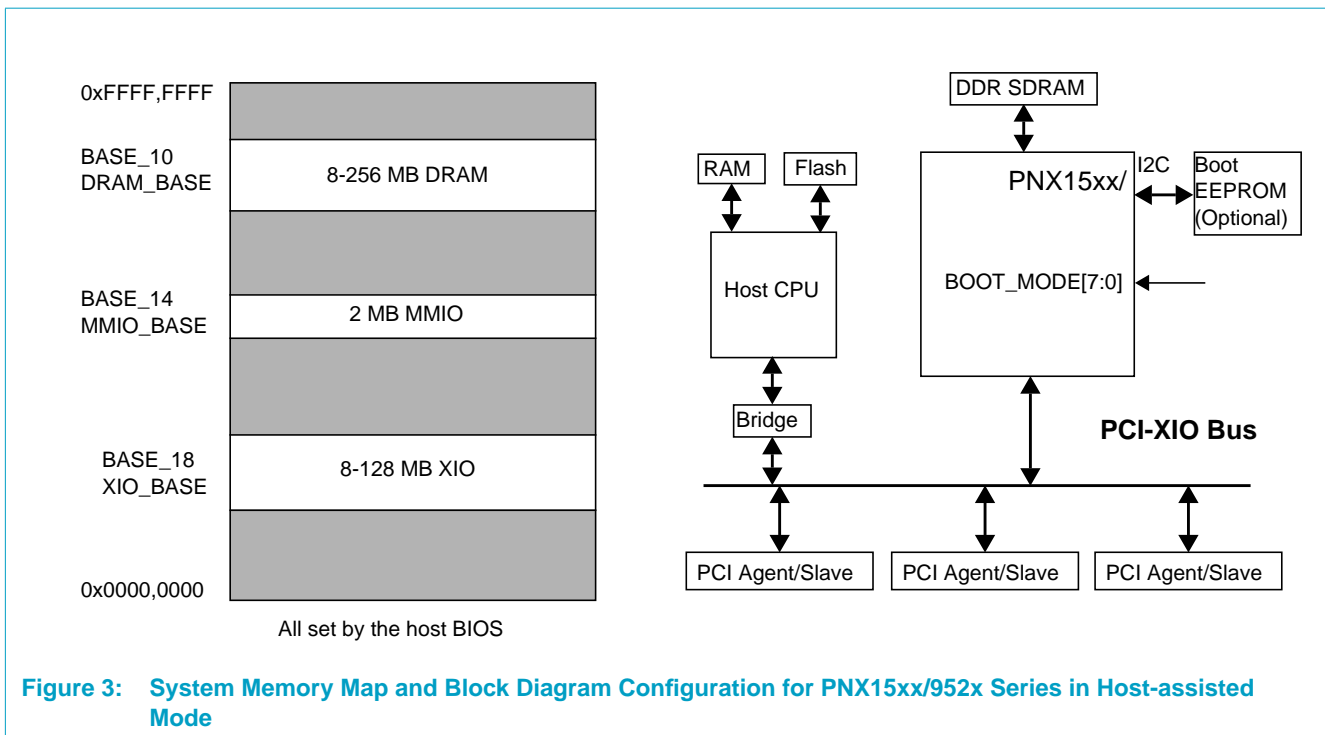 0xFFFF,FFFF
BASE_10
DRAM_BASE
8-256 MB DRAM
BASE_14
MMIO_BASE
2 MB MMIO
BASE_18
XIO_BASE
8-128 MB XIO
0x0000,0000
All set by the host BIOS
DDR SDRAM
RAM
Flash
PNX15xx/
I2C
Boot
EEPROM
(Optional)
Host CPU
BOOT_MODE[7:0]
Bridge
PCI-XIO Bus
PCI Agent/Slave
PCI Agent/Slave
PCI Agent/Slave
Figure 3: System Memory Map and Block Diagram Configuration for PNX15xx/952x Series in Host-assisted
Mode